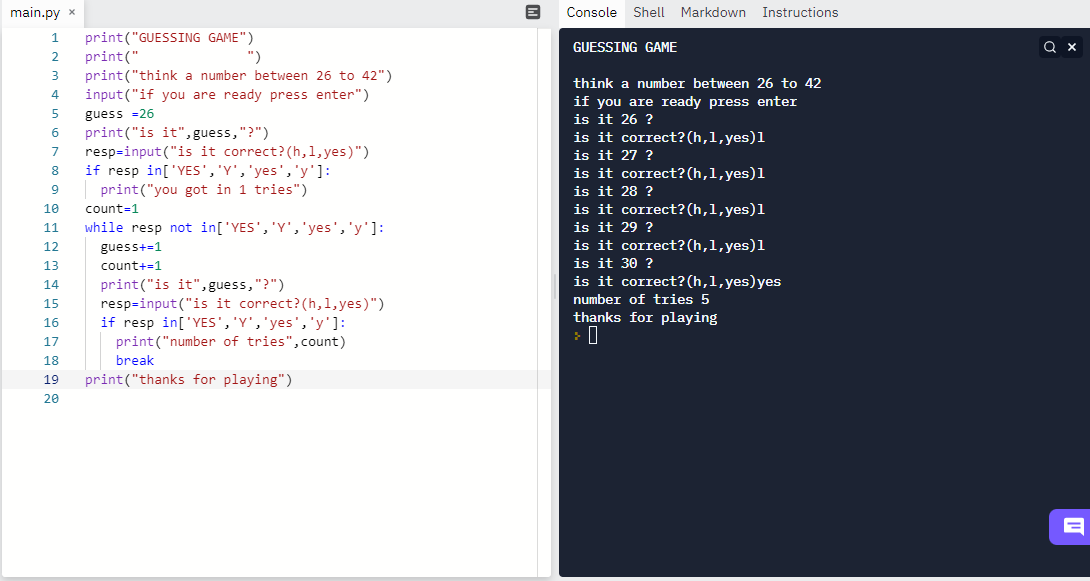 main.py ×
1 print("GUESSING GAME")
2 print("              ")
3 print("think a number between 26 to 42")
4 input("if you are ready press enter")
5 guess =26
6 print("is it",guess,"?")
7 resp=input("is it correct?(h,l,yes)")
8 if resp in['YES','Y','yes','y']:
9   print("you got in 1 tries")
10 count=1
11 while resp not in['YES','Y','yes','y']:
12   guess+=1
13   count+=1
14   print("is it",guess,"?")
15   resp=input("is it correct?(h,l,yes)")
16   if resp in['YES','Y','yes','y']:
17     print("number of tries",count)
18     break
19 print("thanks for playing")
20
Console Shell Markdown Instructions
GUESSING GAME
think a number between 26 to 42
if you are ready press enter
is it 26 ?
is it correct?(h,l,yes)l
is it 27 ?
is it correct?(h,l,yes)l
is it 28 ?
is it correct?(h,l,yes)l
is it 29 ?
is it correct?(h,l,yes)l
is it 30 ?
is it correct?(h,l,yes)yes
number of tries 5
thanks for playing